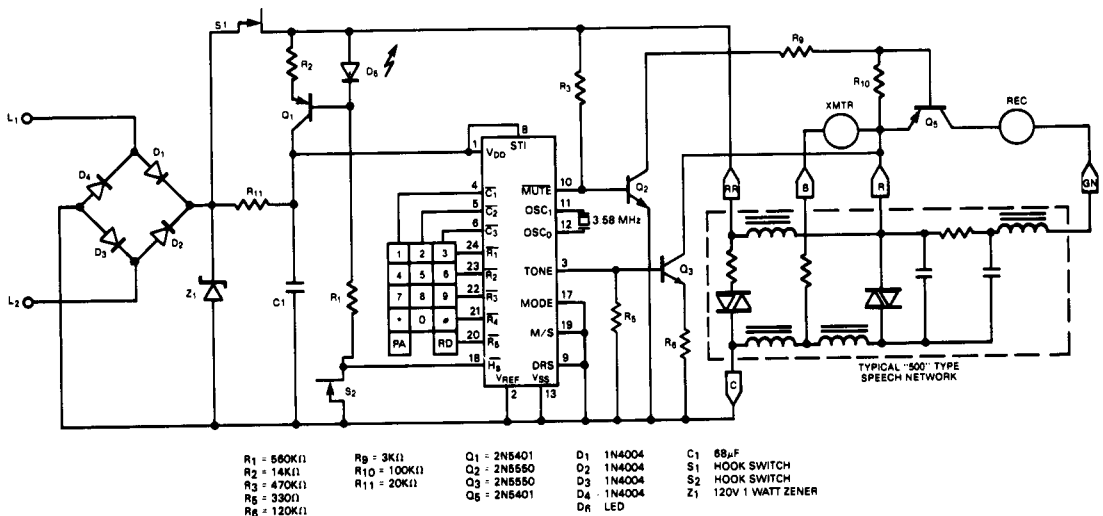 S1
R2
D6
Q1
R3
R9
R10
XMTR
REC
Q5
L1
L2
D1
D4
D3
D2
R11
Z1
C1
R1
S2
1
VDD
8
STI
4
C1
5
C2
6
C3
24
R1
23
R2
22
R3
21
R4
20
R5
18
HS
VREF
2
VSS
13
MUTE
10
OSC1
11
OSCO
12
3.58 MHz
TONE
3
MODE
17
M/S
19
DRS
9
1 2 3
4 5 6
7 8 9
* 0 #
PA RD
Q2
Q3
R5
R6
RR
B
R
GN
C
TYPICAL "500" TYPE
SPEECH NETWORK
R1 = 560KΩ
R2 = 14KΩ
R3 = 470KΩ
R5 = 330Ω
R6 = 120KΩ
R9 = 3KΩ
R10 = 100KΩ
R11 = 20KΩ
Q1 = 2N5401
Q2 = 2N5550
Q3 = 2N5550
Q5 = 2N5401
D1 1N4004
D2 1N4004
D3 1N4004
D4 1N4004
D6 LED
C1 68µF
S1 HOOK SWITCH
S2 HOOK SWITCH
Z1 120V 1 WATT ZENER